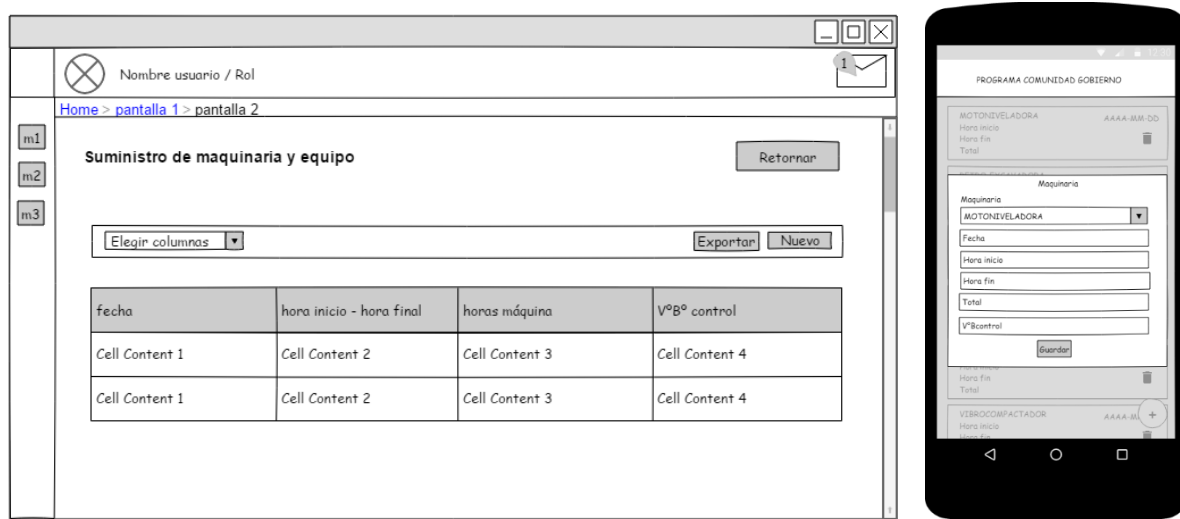 1
Nombre usuario / Rol
Home > pantalla 1 > pantalla 2
m1
m2
m3
Suministro de maquinaria y equipo
Retornar
Elegir columnas
Exportar
Nuevo
fecha hora inicio - hora final horas máquina VºBº control
Cell Content 1 Cell Content 2 Cell Content 3 Cell Content 4
Cell Content 1 Cell Content 2 Cell Content 3 Cell Content 4
PROGRAMA COMUNIDAD GOBIERNO
MOTONIVELADORA AAAA-MM-DD
Hora inicio
Hora fin
Total
Maquinaria
Maquinaria
MOTONIVELADORA
Fecha
Hora inicio
Hora fin
Total
VºBcontrol
Guardar
Hora fin
Total
VIBROCOMPACTADOR AAAA-M
+
Hora inicio
Hora fin